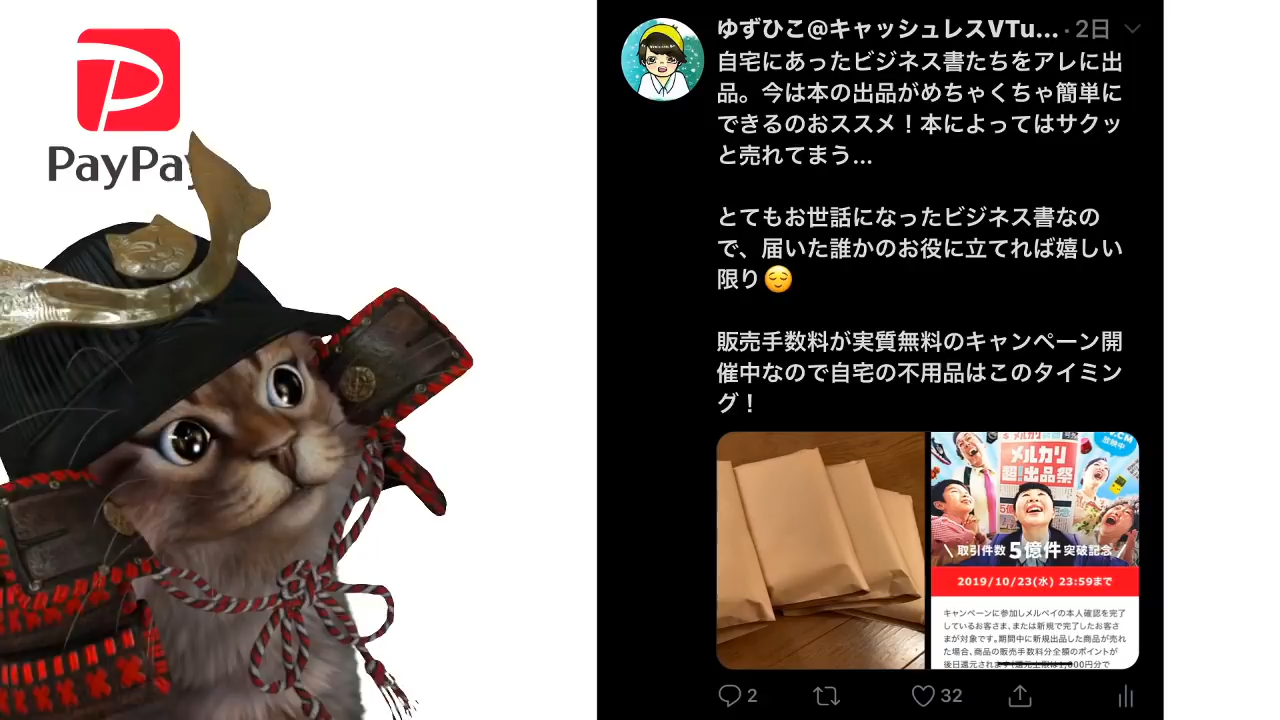 PayPay
ゆずひこ@キャッシュレスVTu...·2日
自宅にあったビジネス書たちをアレに出
品。今は本の出品がめちゃくちゃ簡単に
できるのおススメ！本によってはサクッ
と売れてまう...
とてもお世話になったビジネス書なの
で、届いた誰かのお役に立てれば嬉しい
限り😌
販売手数料が実質無料のキャンペーン開
催中なので自宅の不用品はこのタイミン
グ！
CM
放映中
メルカリ
超!出品祭
\ 取引件数 5億件 突破記念
2019/10/23(水) 23:59まで
キャンペーンに参加しメルペイの本人確認を完了
しているお客さま、または新規で完了したお客さ
まが対象です。期間中に新規出品した商品が売れ
た場合、商品の販売手数料分全額のポイントが
後日還元されます
2
32